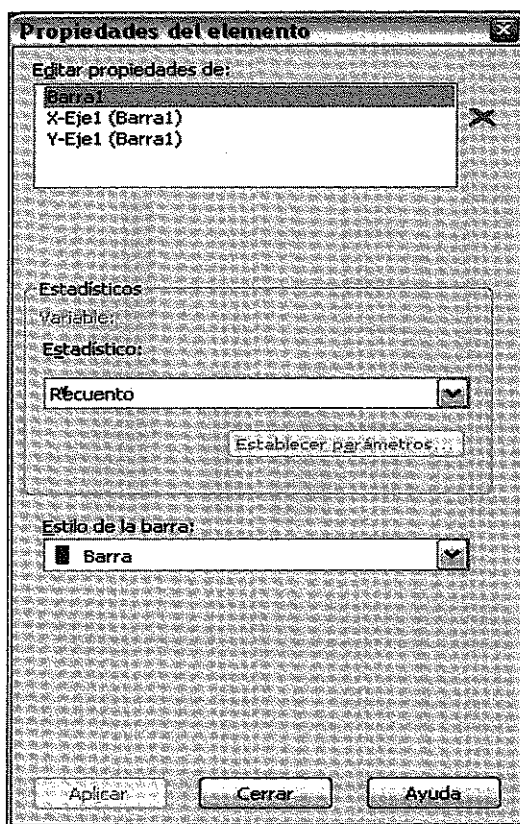 Propiedades del elemento
Editar propiedades de:
Barra1
X-Eje1 (Barra1)
Y-Eje1 (Barra1)
Estadísticos
Variable:
Estadístico:
Recuento
Establecer parámetros...
Estilo de la barra:
Barra
Aplicar
Cerrar
Ayuda